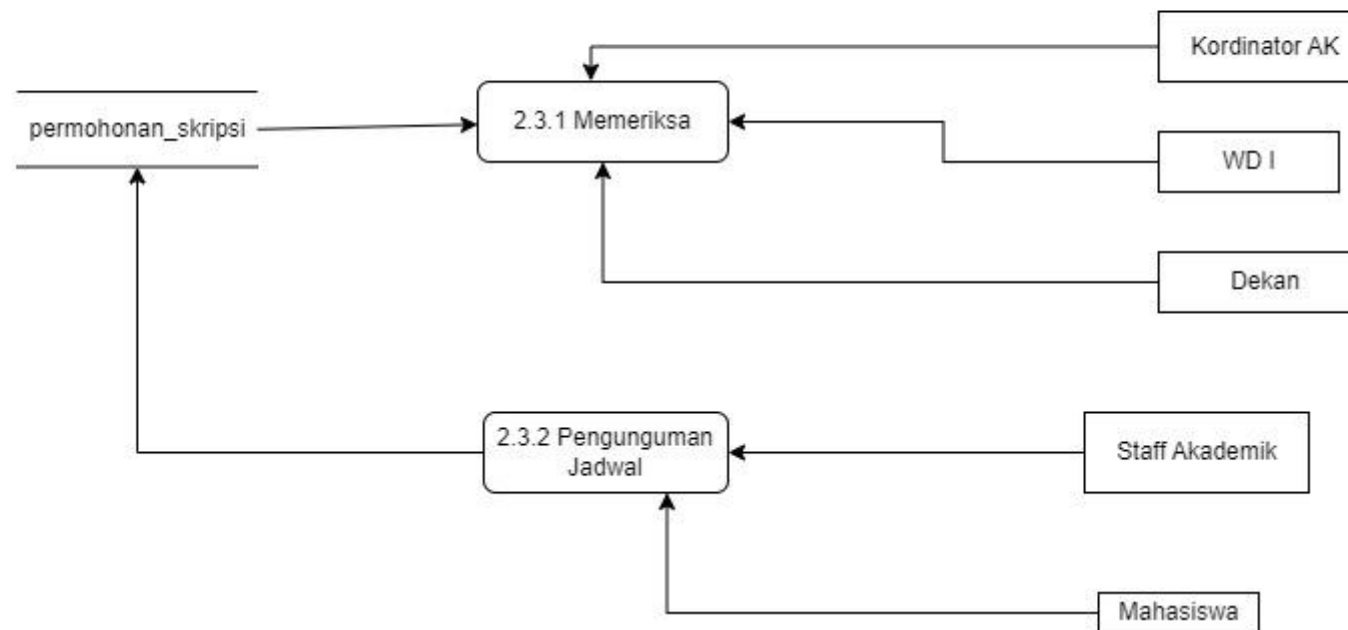 Kordinator AK
permohonan_skripsi
2.3.1 Memeriksa
WD I
Dekan
2.3.2 Pengunguman
Jadwal
Staff Akademik
Mahasiswa